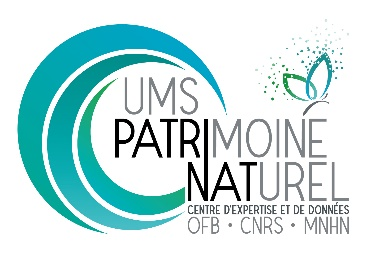 UMS
PATRIMOINE
NATUREL
CENTRE D'EXPERTISE ET DE DONNÉES
OFB • CNRS • MNHN